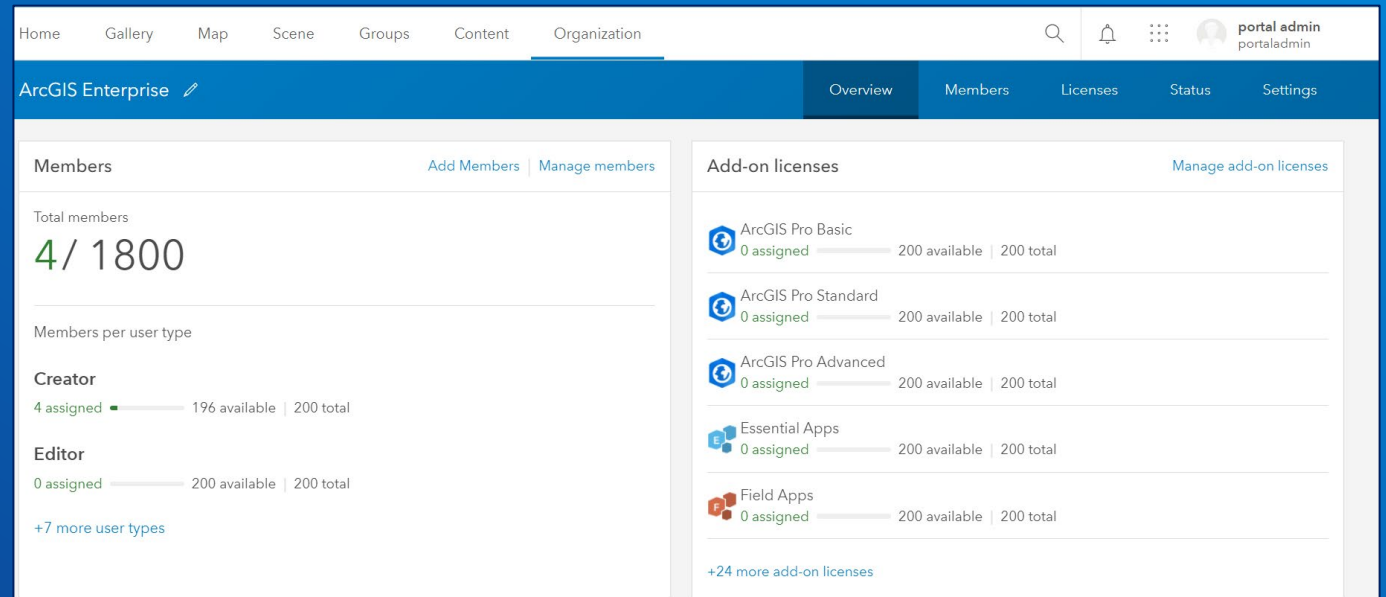 Home Gallery Map Scene Groups Content Organization
portal admin
portaladmin
ArcGIS Enterprise
Overview Members Licenses Status Settings
Members
Add Members | Manage members
Total members
4/ 1800
Members per user type
Creator
4 assigned 196 available | 200 total
Editor
0 assigned 200 available | 200 total
+7 more user types
Add-on licenses
Manage add-on licenses
ArcGIS Pro Basic
0 assigned 200 available | 200 total
ArcGIS Pro Standard
0 assigned 200 available | 200 total
ArcGIS Pro Advanced
0 assigned 200 available | 200 total
E
Essential Apps
0 assigned 200 available | 200 total
F
Field Apps
0 assigned 200 available | 200 total
+24 more add-on licenses